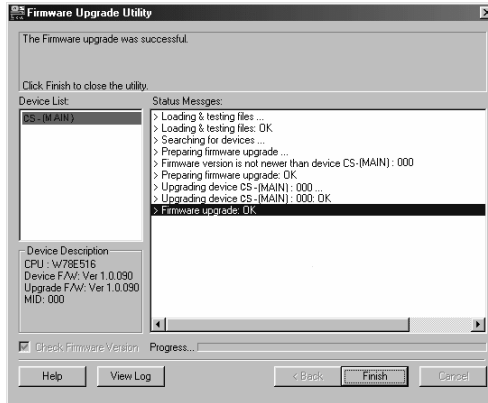 Firmware Upgrade Utility
The Firmware upgrade was successful.
Click Finish to close the utility.
Device List:
Status Messges:
CS-(MAIN)
> Loading & testing files ...
> Loading & testing files: OK
> Searching for devices ...
> Preparing firmware upgrade ...
> Firmware version is not newer than device CS-(MAIN) : 000
> Preparing firmware upgrade: OK
> Upgrading device CS-(MAIN) : 000 ...
> Upgrading device CS-(MAIN) : 000: OK
> Firmware upgrade: OK
Device Description
CPU : W78E516
Device F/W: Ver 1.0.090
Upgrade F/W: Ver 1.0.090
MID: 000
Check Firmware Version
Progress...
Help
View Log
< Back
Finish
Cancel